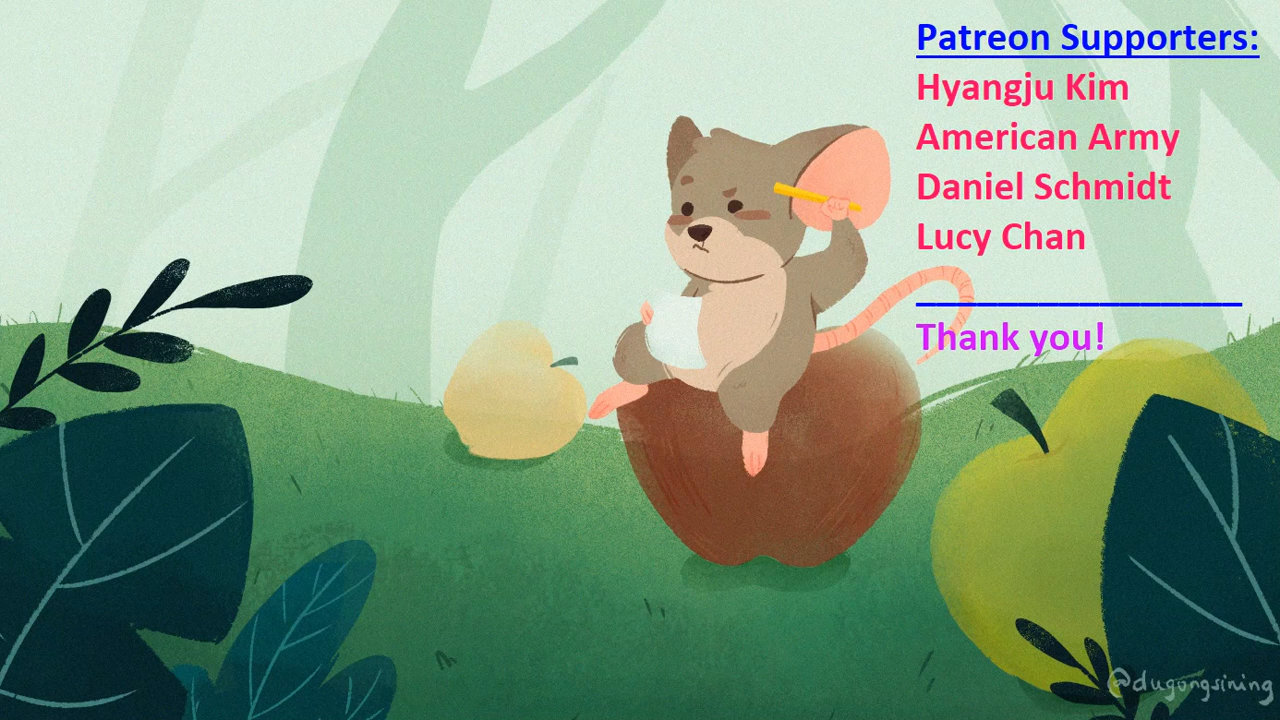 Patreon Supporters:
Hyangju Kim
American Army
Daniel Schmidt
Lucy Chan
Thank you!
@dugongsining